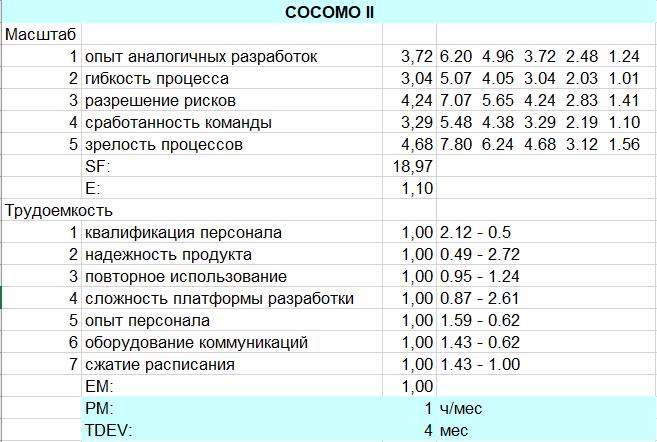 COCOMO II
Масштаб
1 опыт аналогичных разработок 3,72 6.20 4.96 3.72 2.48 1.24
2 гибкость процесса 3,04 5.07 4.05 3.04 2.03 1.01
3 разрешение рисков 4,24 7.07 5.65 4.24 2.83 1.41
4 сработанность команды 3,29 5.48 4.38 3.29 2.19 1.10
5 зрелость процессов 4,68 7.80 6.24 4.68 3.12 1.56
SF: 18,97
E: 1,10
Трудоемкость
1 квалификация персонала 1,00 2.12 - 0.5
2 надежность продукта 1,00 0.49 - 2.72
3 повторное использование 1,00 0.95 - 1.24
4 сложность платформы разработки 1,00 0.87 - 2.61
5 опыт персонала 1,00 1.59 - 0.62
6 оборудование коммуникаций 1,00 1.43 - 0.62
7 сжатие расписания 1,00 1.43 - 1.00
EM: 1,00
PM: 1 ч/мес
TDEV: 4 мес